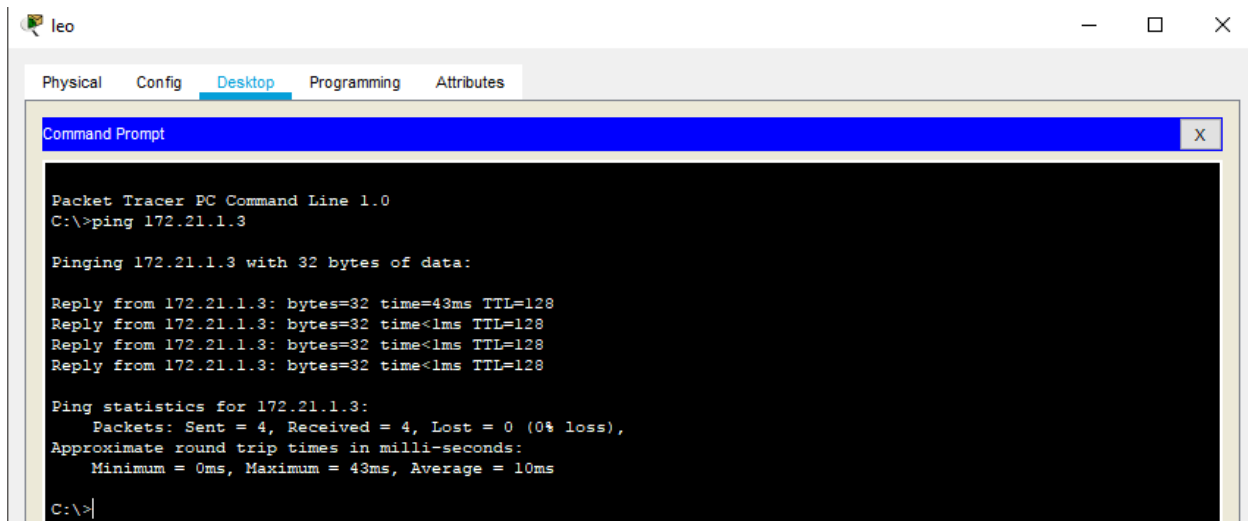 leo
Physical Config Desktop Programming Attributes
Command Prompt X
Packet Tracer PC Command Line 1.0
C:\>ping 172.21.1.3
Pinging 172.21.1.3 with 32 bytes of data:
Reply from 172.21.1.3: bytes=32 time=43ms TTL=128
Reply from 172.21.1.3: bytes=32 time<1ms TTL=128
Reply from 172.21.1.3: bytes=32 time<1ms TTL=128
Reply from 172.21.1.3: bytes=32 time<1ms TTL=128
Ping statistics for 172.21.1.3:
Packets: Sent = 4, Received = 4, Lost = 0 (0% loss),
Approximate round trip times in milli-seconds:
Minimum = 0ms, Maximum = 43ms, Average = 10ms
C:\>